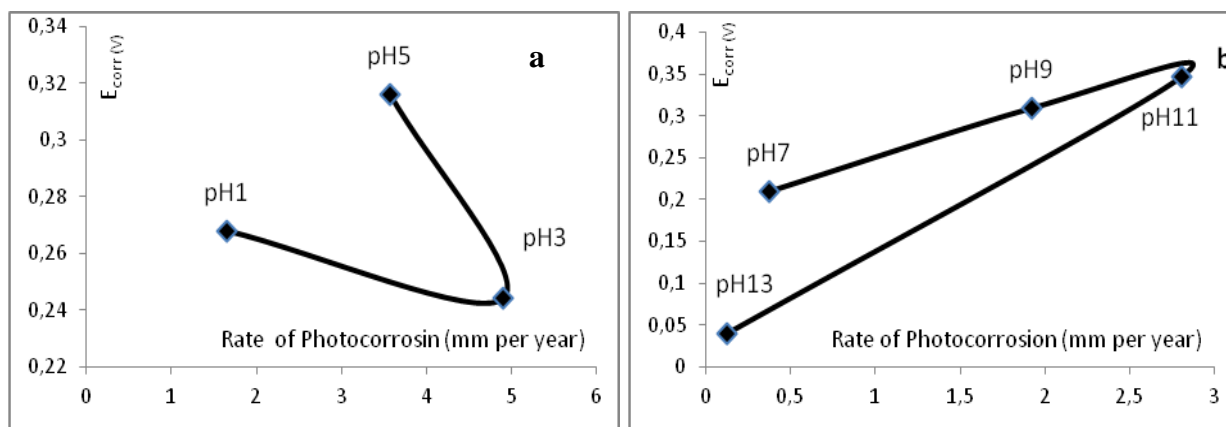 a
E corr (V)
0,34
0,32
0,3
0,28
0,26
0,24
0,22
pH5
pH1
pH3
Rate of Photocorrosin (mm per year)
0 1 2 3 4 5 6
b
E corr (V)
0,4
0,35
0,3
0,25
0,2
0,15
0,1
0,05
0
pH9
pH11
pH7
pH13
Rate of Photocorrosion (mm per year)
0 0,5 1 1,5 2 2,5 3